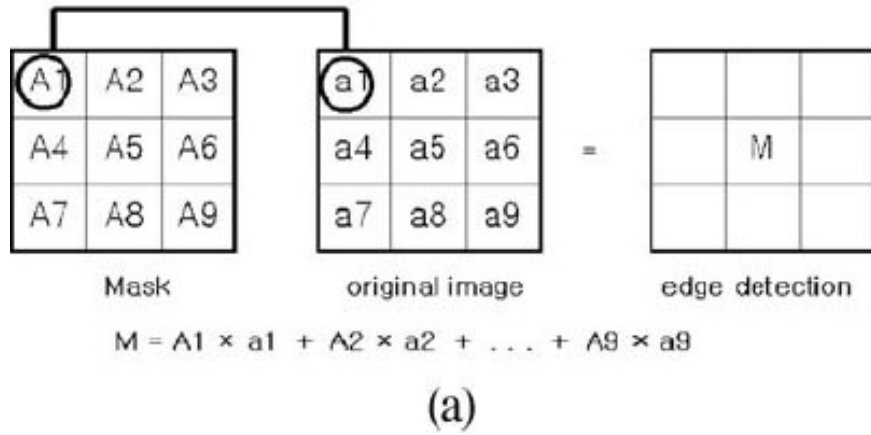 A1 A2 A3 a1 a2 a3
A4 A5 A6 a4 a5 a6 = M
A7 A8 A9 a7 a8 a9
Mask original image edge detection
M = A1 × a1 + A2 × a2 + . . . + A9 × a9
(a)